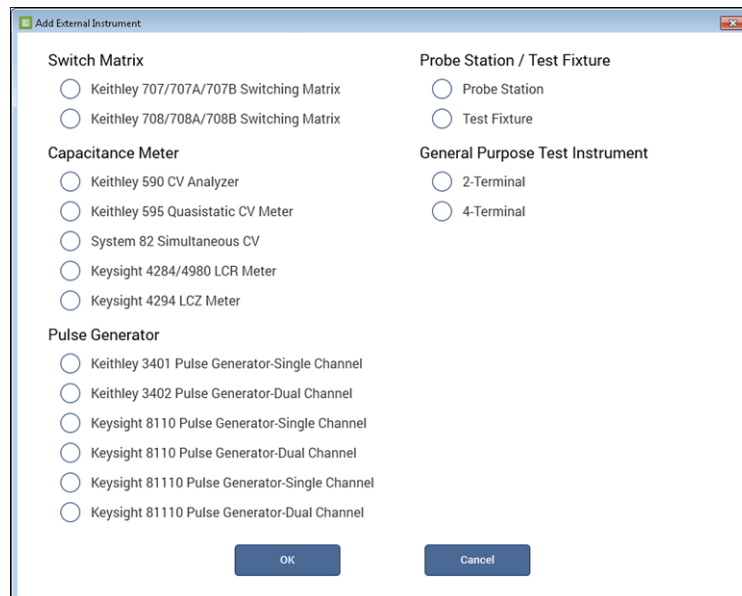 Add External Instrument
Switch Matrix
Keithley 707/707A/707B Switching Matrix
Keithley 708/708A/708B Switching Matrix
Capacitance Meter
Keithley 590 CV Analyzer
Keithley 595 Quasistatic CV Meter
System 82 Simultaneous CV
Keysight 4284/4980 LCR Meter
Keysight 4294 LCZ Meter
Pulse Generator
Keithley 3401 Pulse Generator-Single Channel
Keithley 3402 Pulse Generator-Dual Channel
Keysight 8110 Pulse Generator-Single Channel
Keysight 8110 Pulse Generator-Dual Channel
Keysight 81110 Pulse Generator-Single Channel
Keysight 81110 Pulse Generator-Dual Channel
Probe Station / Test Fixture
Probe Station
Test Fixture
General Purpose Test Instrument
2-Terminal
4-Terminal
OK
Cancel